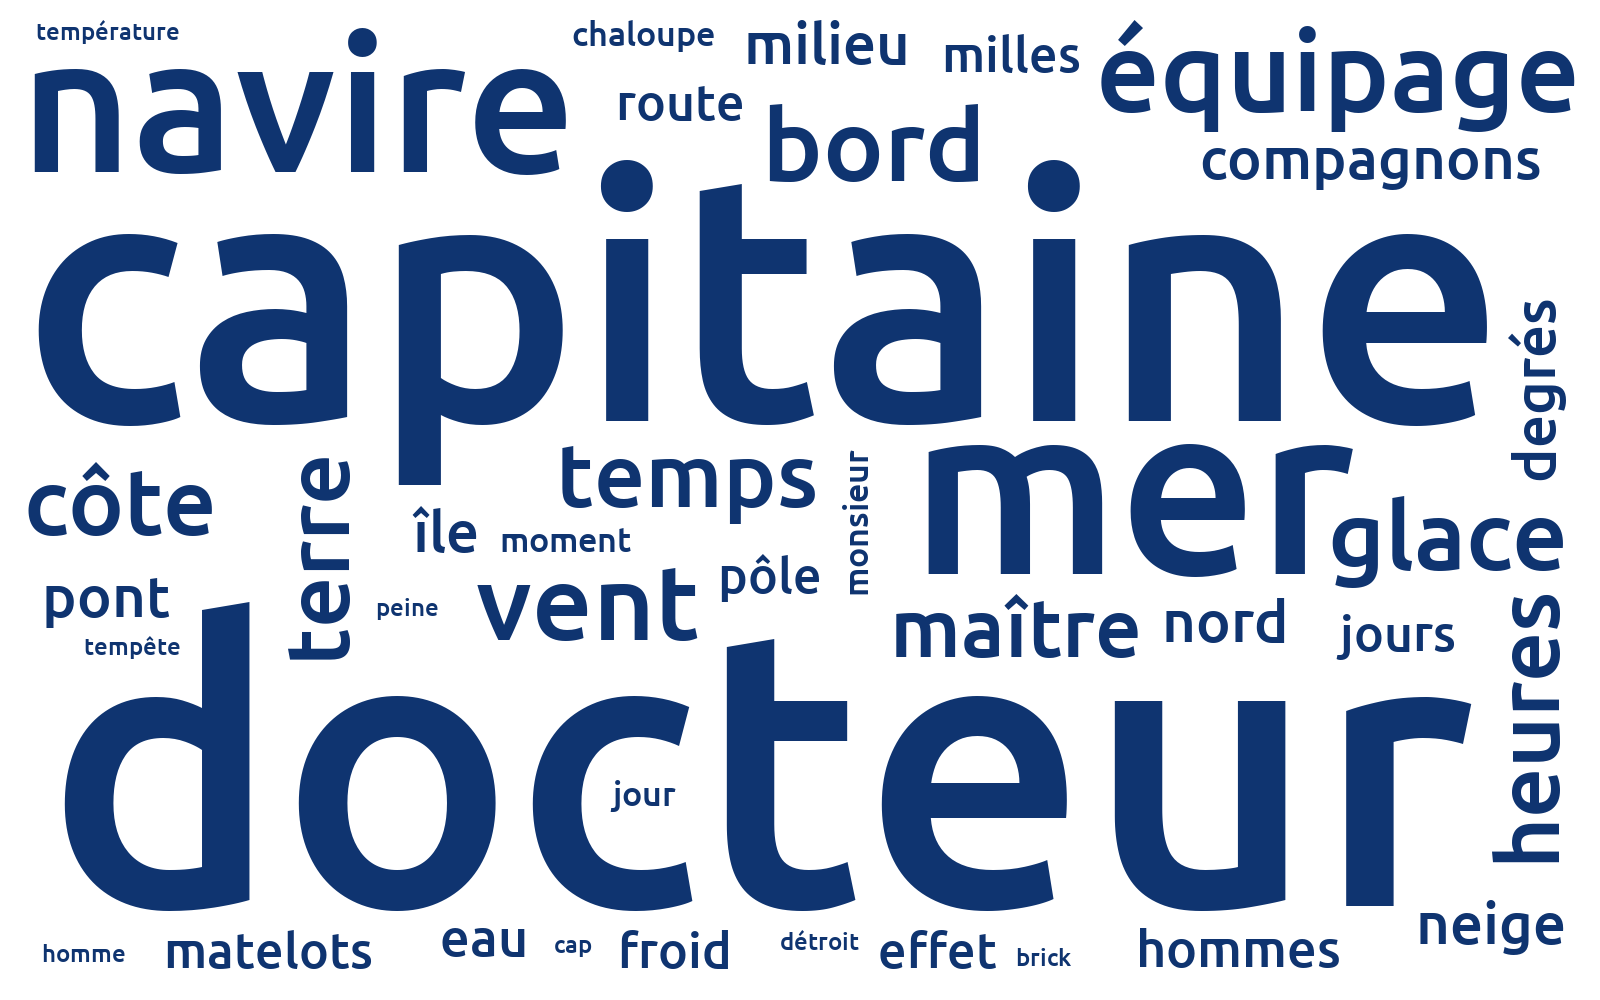 température
chaloupe
milieu
milles
équipage
navire
route
bord
compagnons
capitaine
degrés
côte
terre
temps
monsieur
mer
île
moment
glace
pont
peine
vent
pôle
maître
nord
jours
heures
tempête
docteur
jour
neige
homme
matelots
eau
cap
froid
détroit
effet
brick
hommes